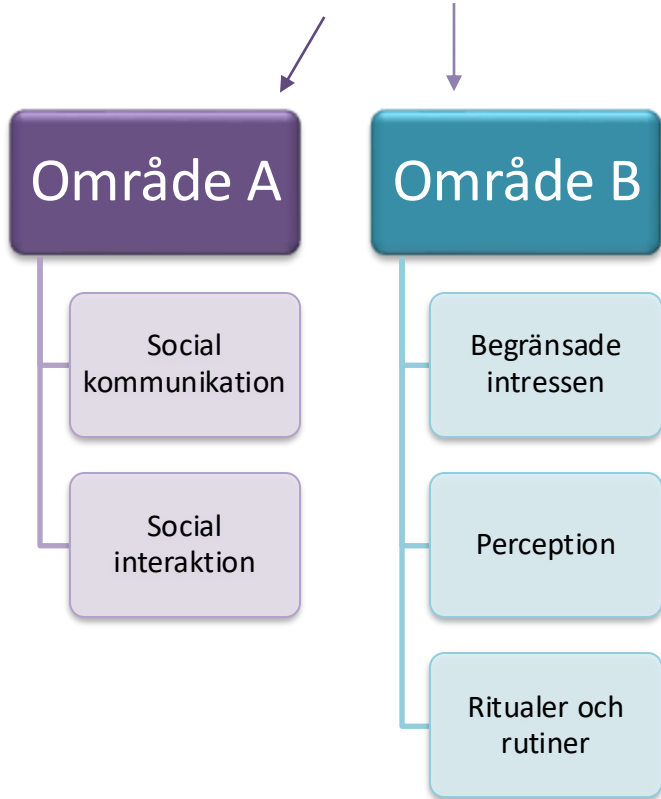 Område A
Social
kommunikation
Social
interaktion
Område B
Begränsade
intressen
Perception
Ritualer och
rutiner